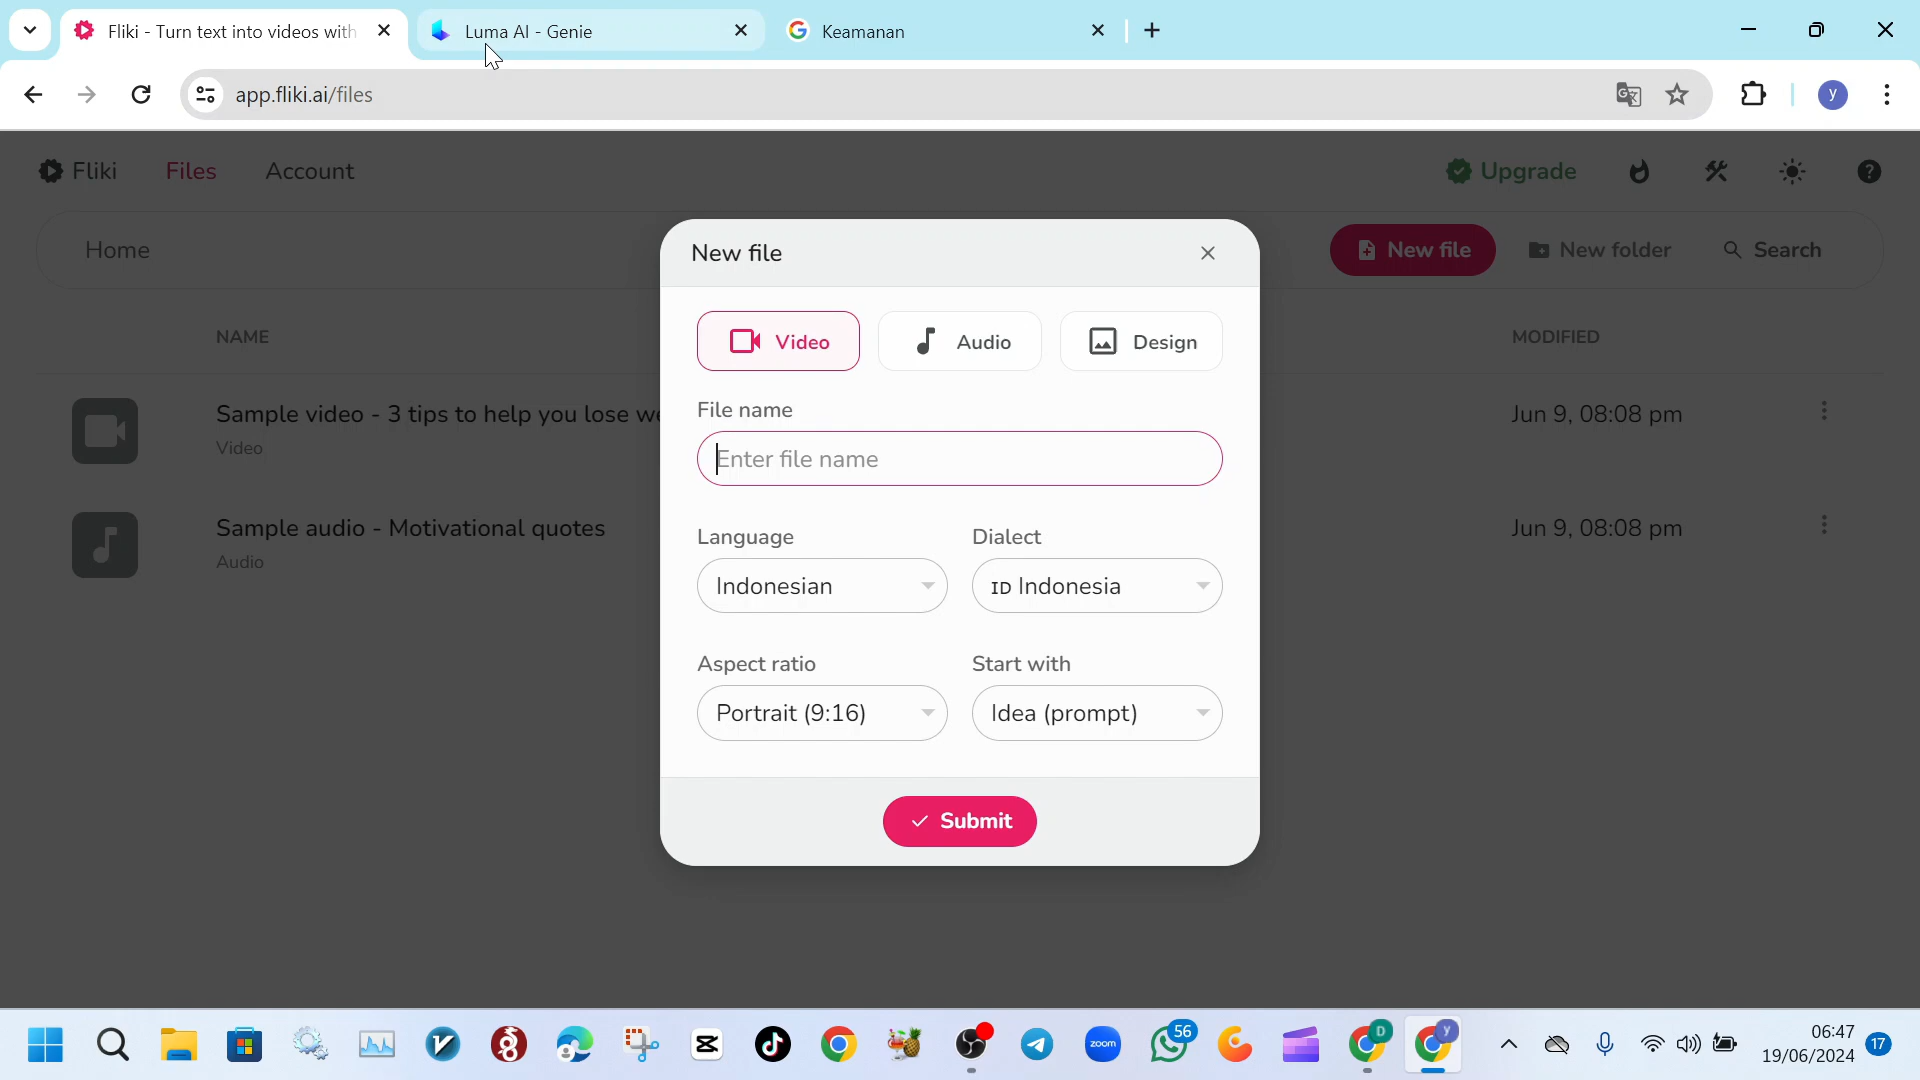 Fliki - Turn text into videos with
Luma AI - Genie
Keamanan
app.fliki.ai/files
y
Fliki
Files
Account
Upgrade
Home
New file
New folder
Search
NAME
MODIFIED
Sample video - 3 tips to help you lose we
Video
Jun 9, 08:08 pm
Sample audio - Motivational quotes
Audio
Jun 9, 08:08 pm
New file
Video
Audio
Design
File name
Enter file name
Language
Dialect
Indonesian
ID Indonesia
Aspect ratio
Start with
Portrait (9:16)
Idea (prompt)
Submit
zoom
56
D
y
06:47
19/06/2024
17